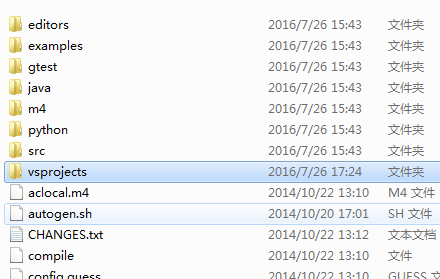 editors 2016/7/26 15:43 文件夹
examples 2016/7/26 15:43 文件夹
gtest 2016/7/26 15:43 文件夹
java 2016/7/26 15:43 文件夹
m4 2016/7/26 15:43 文件夹
python 2016/7/26 15:43 文件夹
src 2016/7/26 15:43 文件夹
vsprojects 2016/7/26 17:24 文件夹
aclocal.m4 2014/10/22 13:10 M4 文件
autogen.sh 2014/10/20 17:01 SH 文件
CHANGES.txt 2014/10/22 13:12 文本文档
compile 2014/10/22 13:10 文件
config.guess 2014/10/22 13:10 GUESS 文件